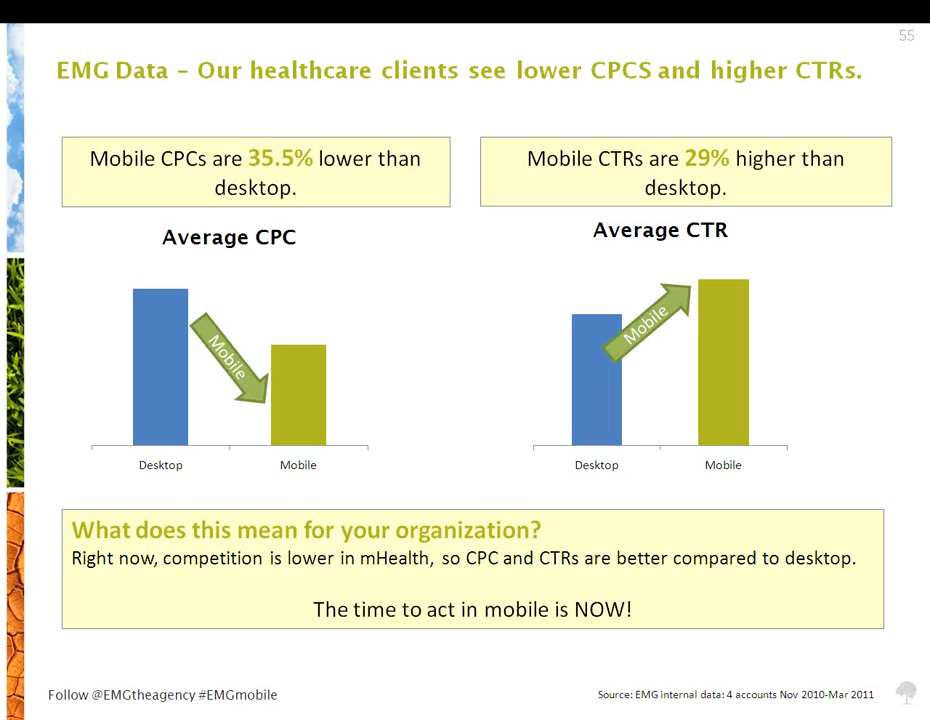 55
EMG Data – Our healthcare clients see lower CPCS and higher CTRs.
Mobile CPCs are 35.5% lower than
desktop.
Mobile CTRs are 29% higher than
desktop.
Average CPC
Mobile
Desktop
Mobile
Average CTR
Mobile
Desktop
Mobile
What does this mean for your organization?
Right now, competition is lower in mHealth, so CPC and CTRs are better compared to desktop.
The time to act in mobile is NOW!
Follow @EMGtheagency #EMGmobile
Source: EMG internal data: 4 accounts Nov 2010-Mar 2011